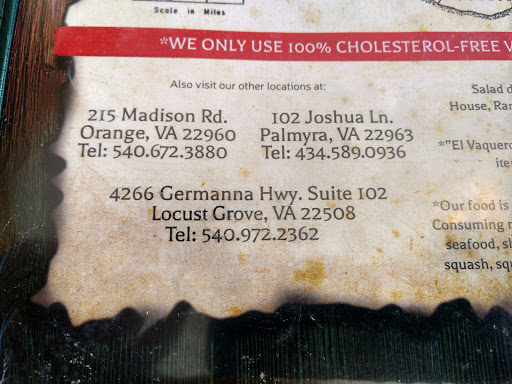 Scale in Miles
*WE ONLY USE 100% CHOLESTEROL-FREE
Also visit our other locations at:
215 Madison Rd.
Orange, VA 22960
Tel: 540.672.3880
102 Joshua Ln.
Palmyra, VA 22963
Tel: 434.589.0936
4266 Germanna Hwy. Suite 102
Locust Grove, VA 22508
Tel: 540.972.2362
Salad
House,
*"El Vaquero
*Our food is
Consuming
seafood,
squash,